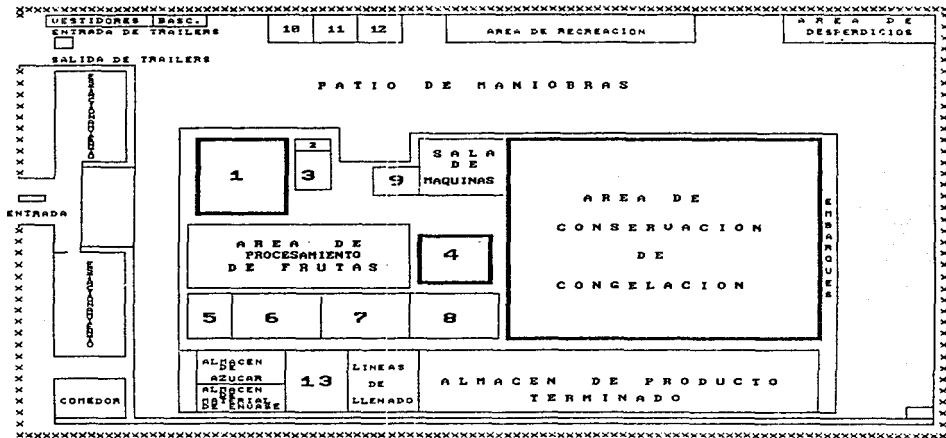 VESTIDORES BASC.
ENTRADA DE TRAILERS
SALIDA DE TRAILERS
10 11 12
AREA DE RECREACION
AREA DE
DESPERDICIOS
PATIO DE MANIOBRAS
ESTACIONAMIENTO
1
2
3
9
SALA
DE
MAQUINAS
AREA DE
CONSERVACION
DE
CONGELACION
EMBARQUES
ENTRADA
AREA DE
PROCESAMIENTO
DE FRUTAS
4
ESTACIONAMIENTO
5 6 7 8
ALMACEN
DE
AZUCAR
ALMACEN
DE
MATERIAL
DE ENVASE
13
LINEAS
DE
LLENADO
ALMACEN DE PRODUCTO
TERMINADO
COMEDOR